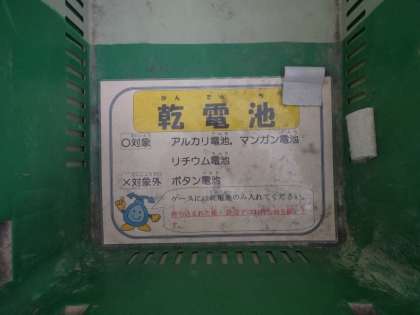 かんでんち
乾電池
○対象 アルカリ電池、マンガン電池
リチウム電池
×対象外 ボタン電池
ケースには乾電池のみ入れてください。